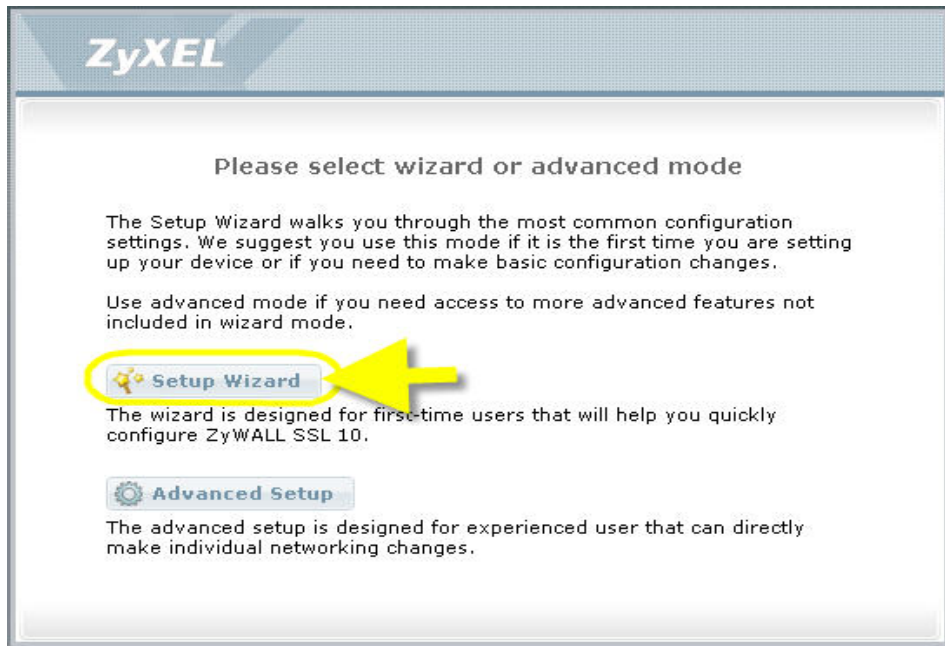 ZyXEL
Please select wizard or advanced mode
The Setup Wizard walks you through the most common configuration
settings. We suggest you use this mode if it is the first time you are setting
up your device or if you need to make basic configuration changes.
Use advanced mode if you need access to more advanced features not
included in wizard mode.
Setup Wizard
The wizard is designed for first-time users that will help you quickly
configure ZyWALL SSL 10.
Advanced Setup
The advanced setup is designed for experienced user that can directly
make individual networking changes.